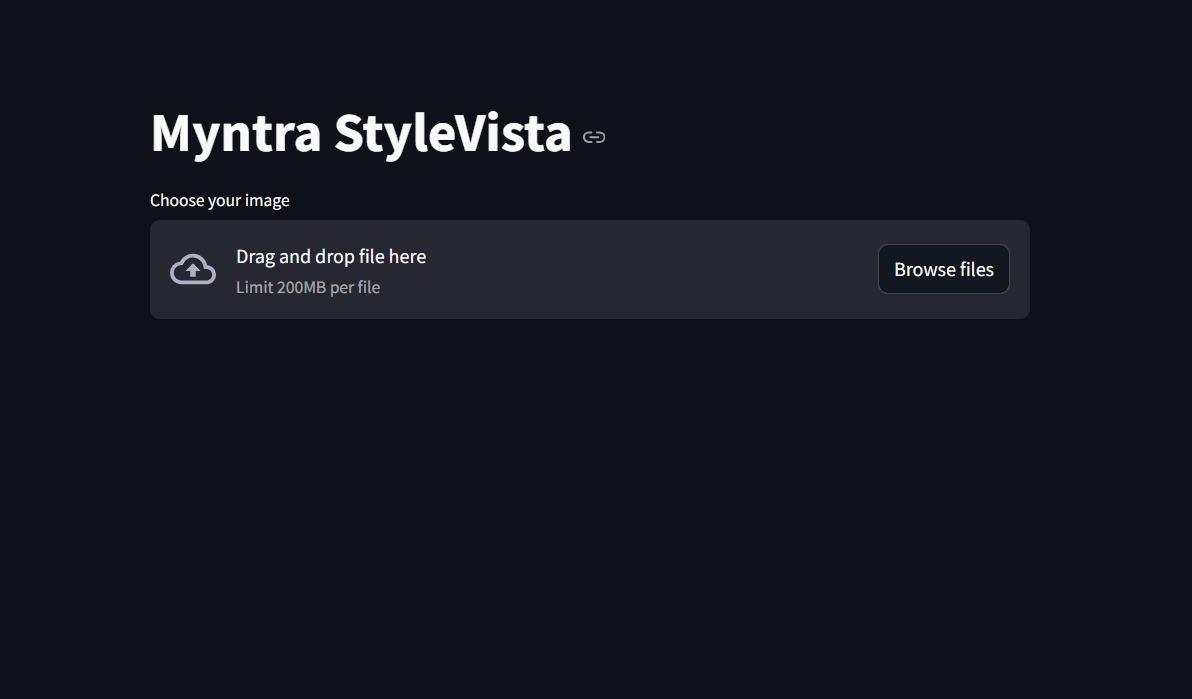 Myntra StyleVista
Choose your image
Drag and drop file here
Limit 200MB per file
Browse files